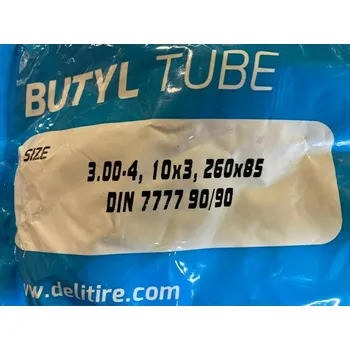 BUTYL TUBE
SIZE
3.00-4, 10x3, 260x85
DIN 7777 90/90
w.delitire.com